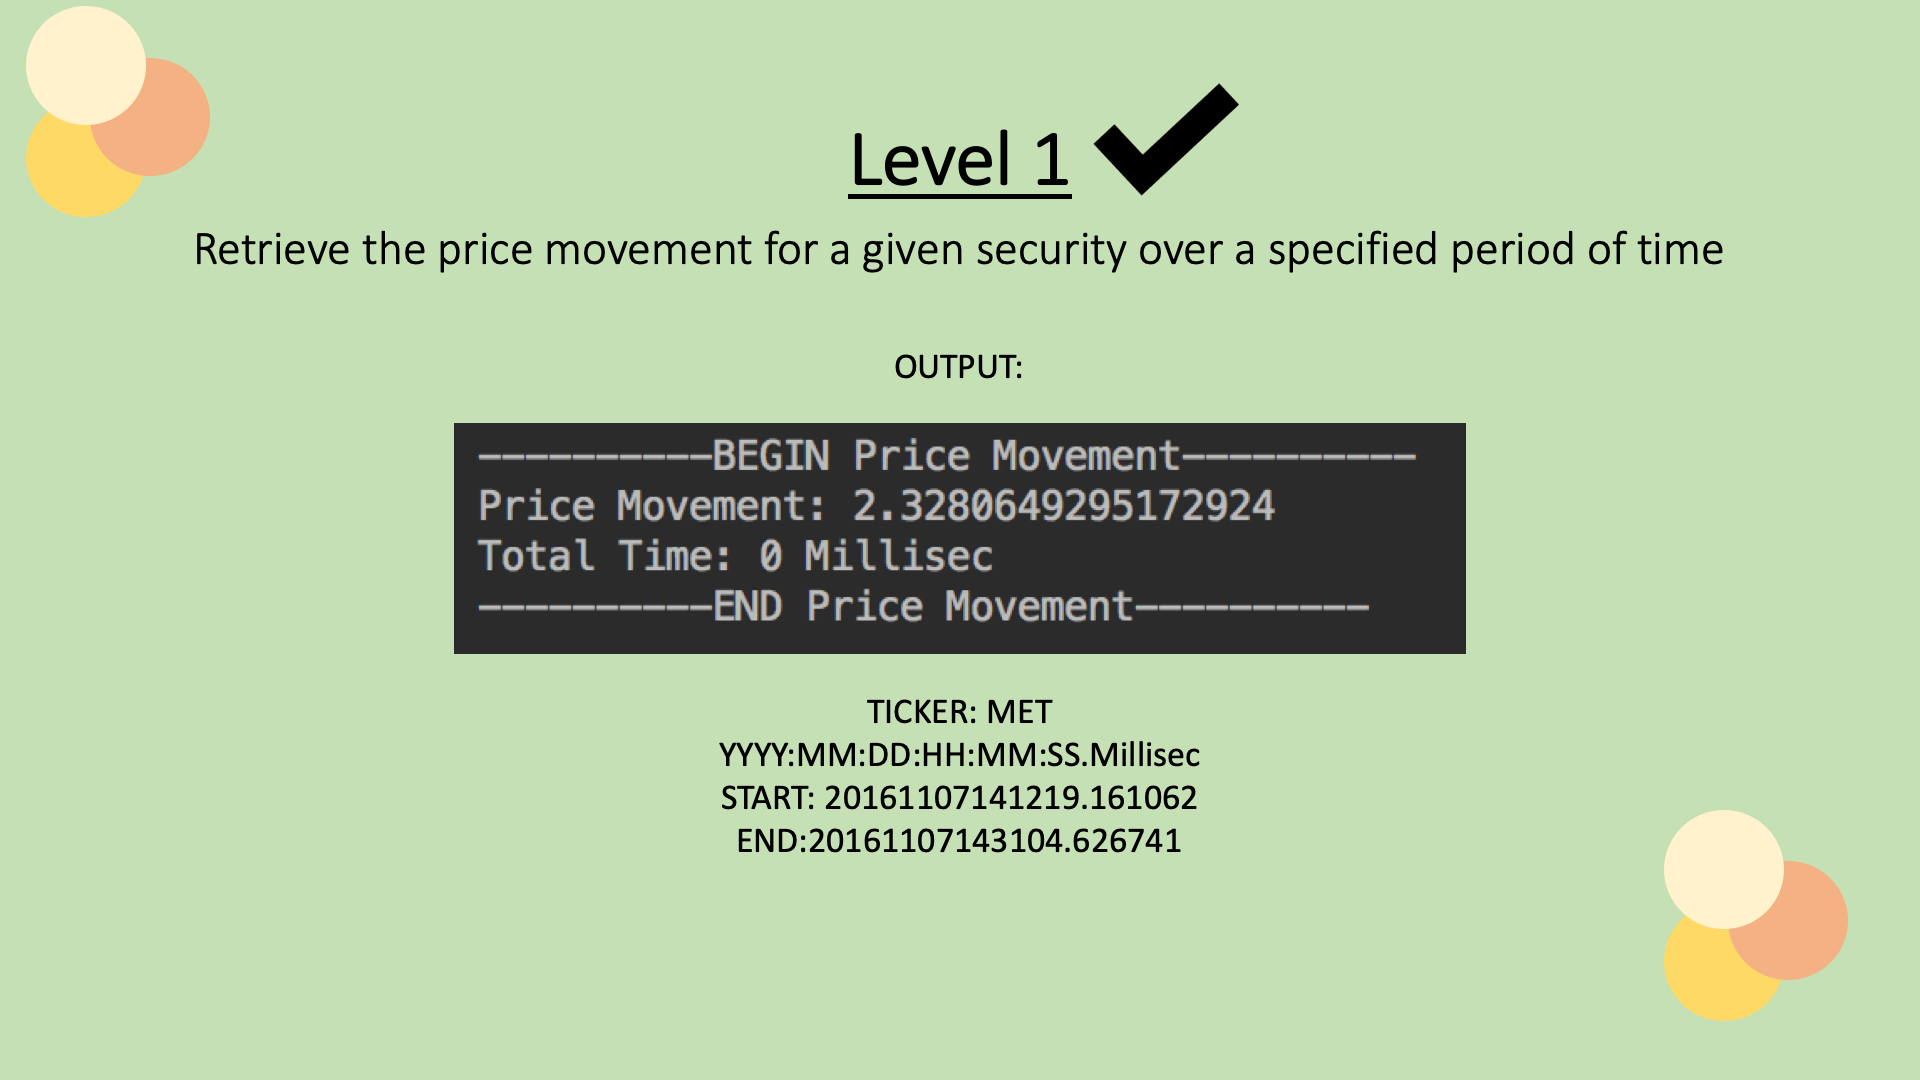 Level 1
Retrieve the price movement for a given security over a specified period of time
OUTPUT:
----------BEGIN Price Movement----------
Price Movement: 2.3280649295172924
Total Time: 0 Millisec
----------END Price Movement----------
TICKER: MET
YYYY:MM:DD:HH:MM:SS.Millisec
START: 20161107141219.161062
END:20161107143104.626741